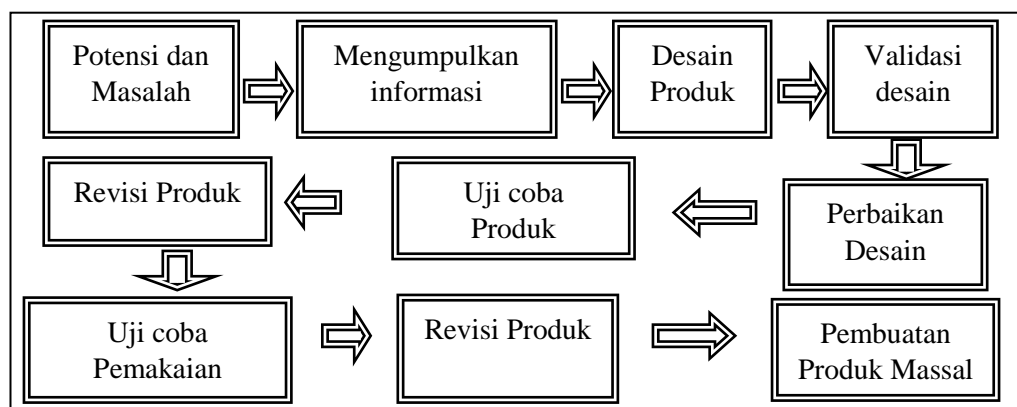 Potensi dan
Masalah
Mengumpulkan
informasi
Desain
Produk
Validasi
desain
Perbaikan
Desain
Uji coba
Produk
Revisi Produk
Uji coba
Pemakaian
Revisi Produk
Pembuatan
Produk Massal